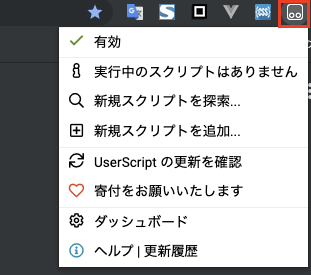 有効
実行中のスクリプトはありません
新規スクリプトを探索...
新規スクリプトを追加...
UserScript の更新を確認
寄付をお願いいたします
ダッシュボード
ヘルプ | 更新履歴